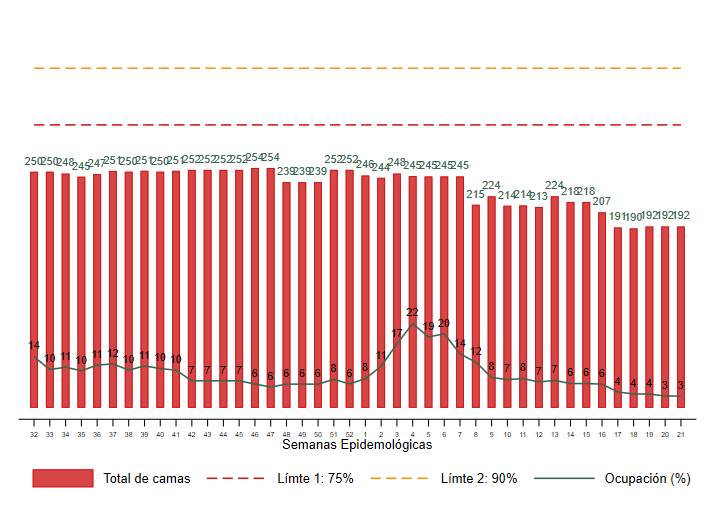 250 250 248 245 247 251 250 251 250 251 252 252 252 252 254 254 239 239 239 252 252 246 244 248 245 245 245 245 215 224 214 214 213 224 218 218 207 191 190 192 192 192
14 10 11 10 11 12 10 11 10 10 7 7 7 7 6 6 6 6 6 8 6 8 11 17 22 19 20 14 12 8 7 8 7 7 6 6 6 4 4 4 3 3
32 33 34 35 36 37 38 39 40 41 42 43 44 45 46 47 48 49 50 51 52 1 2 3 4 5 6 7 8 9 10 11 12 13 14 15 16 17 18 19 20 21
Semanas Epidemológicas
Total de camas Límte 1: 75% Límte 2: 90% Ocupación (%)